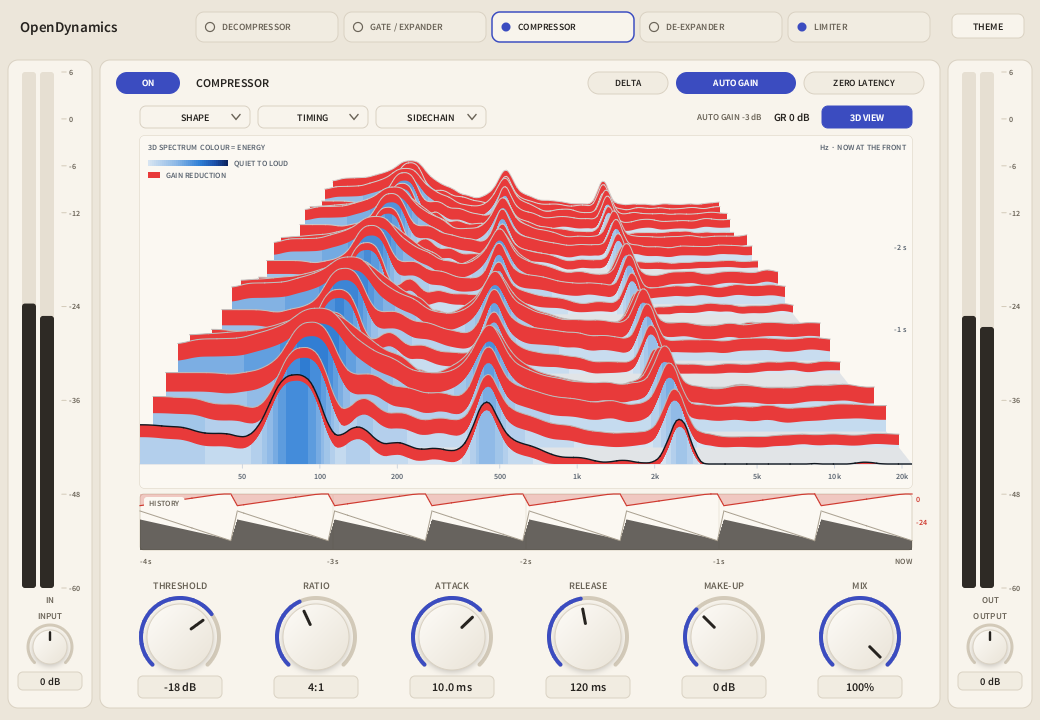 OpenDynamics
DECOMPRESSOR
GATE / EXPANDER
COMPRESSOR
DE-EXPANDER
LIMITER
THEME
ON
COMPRESSOR
DELTA
AUTO GAIN
ZERO LATENCY
SHAPE
TIMING
SIDECHAIN
AUTO GAIN -3 dB
GR 0 dB
3D VIEW
3D SPECTRUM COLOUR = ENERGY
QUIET TO LOUD
GAIN REDUCTION
Hz · NOW AT THE FRONT
-2 s
-1 s
50
100
200
500
1k
2k
5k
10k
20k
HISTORY
0
-24
-4s
-3s
-2s
-1s
NOW
THRESHOLD
RATIO
ATTACK
RELEASE
MAKE-UP
MIX
-18 dB
4:1
10.0 ms
120 ms
0 dB
100%
6
0
-6
-12
-24
-36
-48
-60
IN
INPUT
0 dB
6
0
-6
-12
-24
-36
-48
-60
OUT
OUTPUT
0 dB